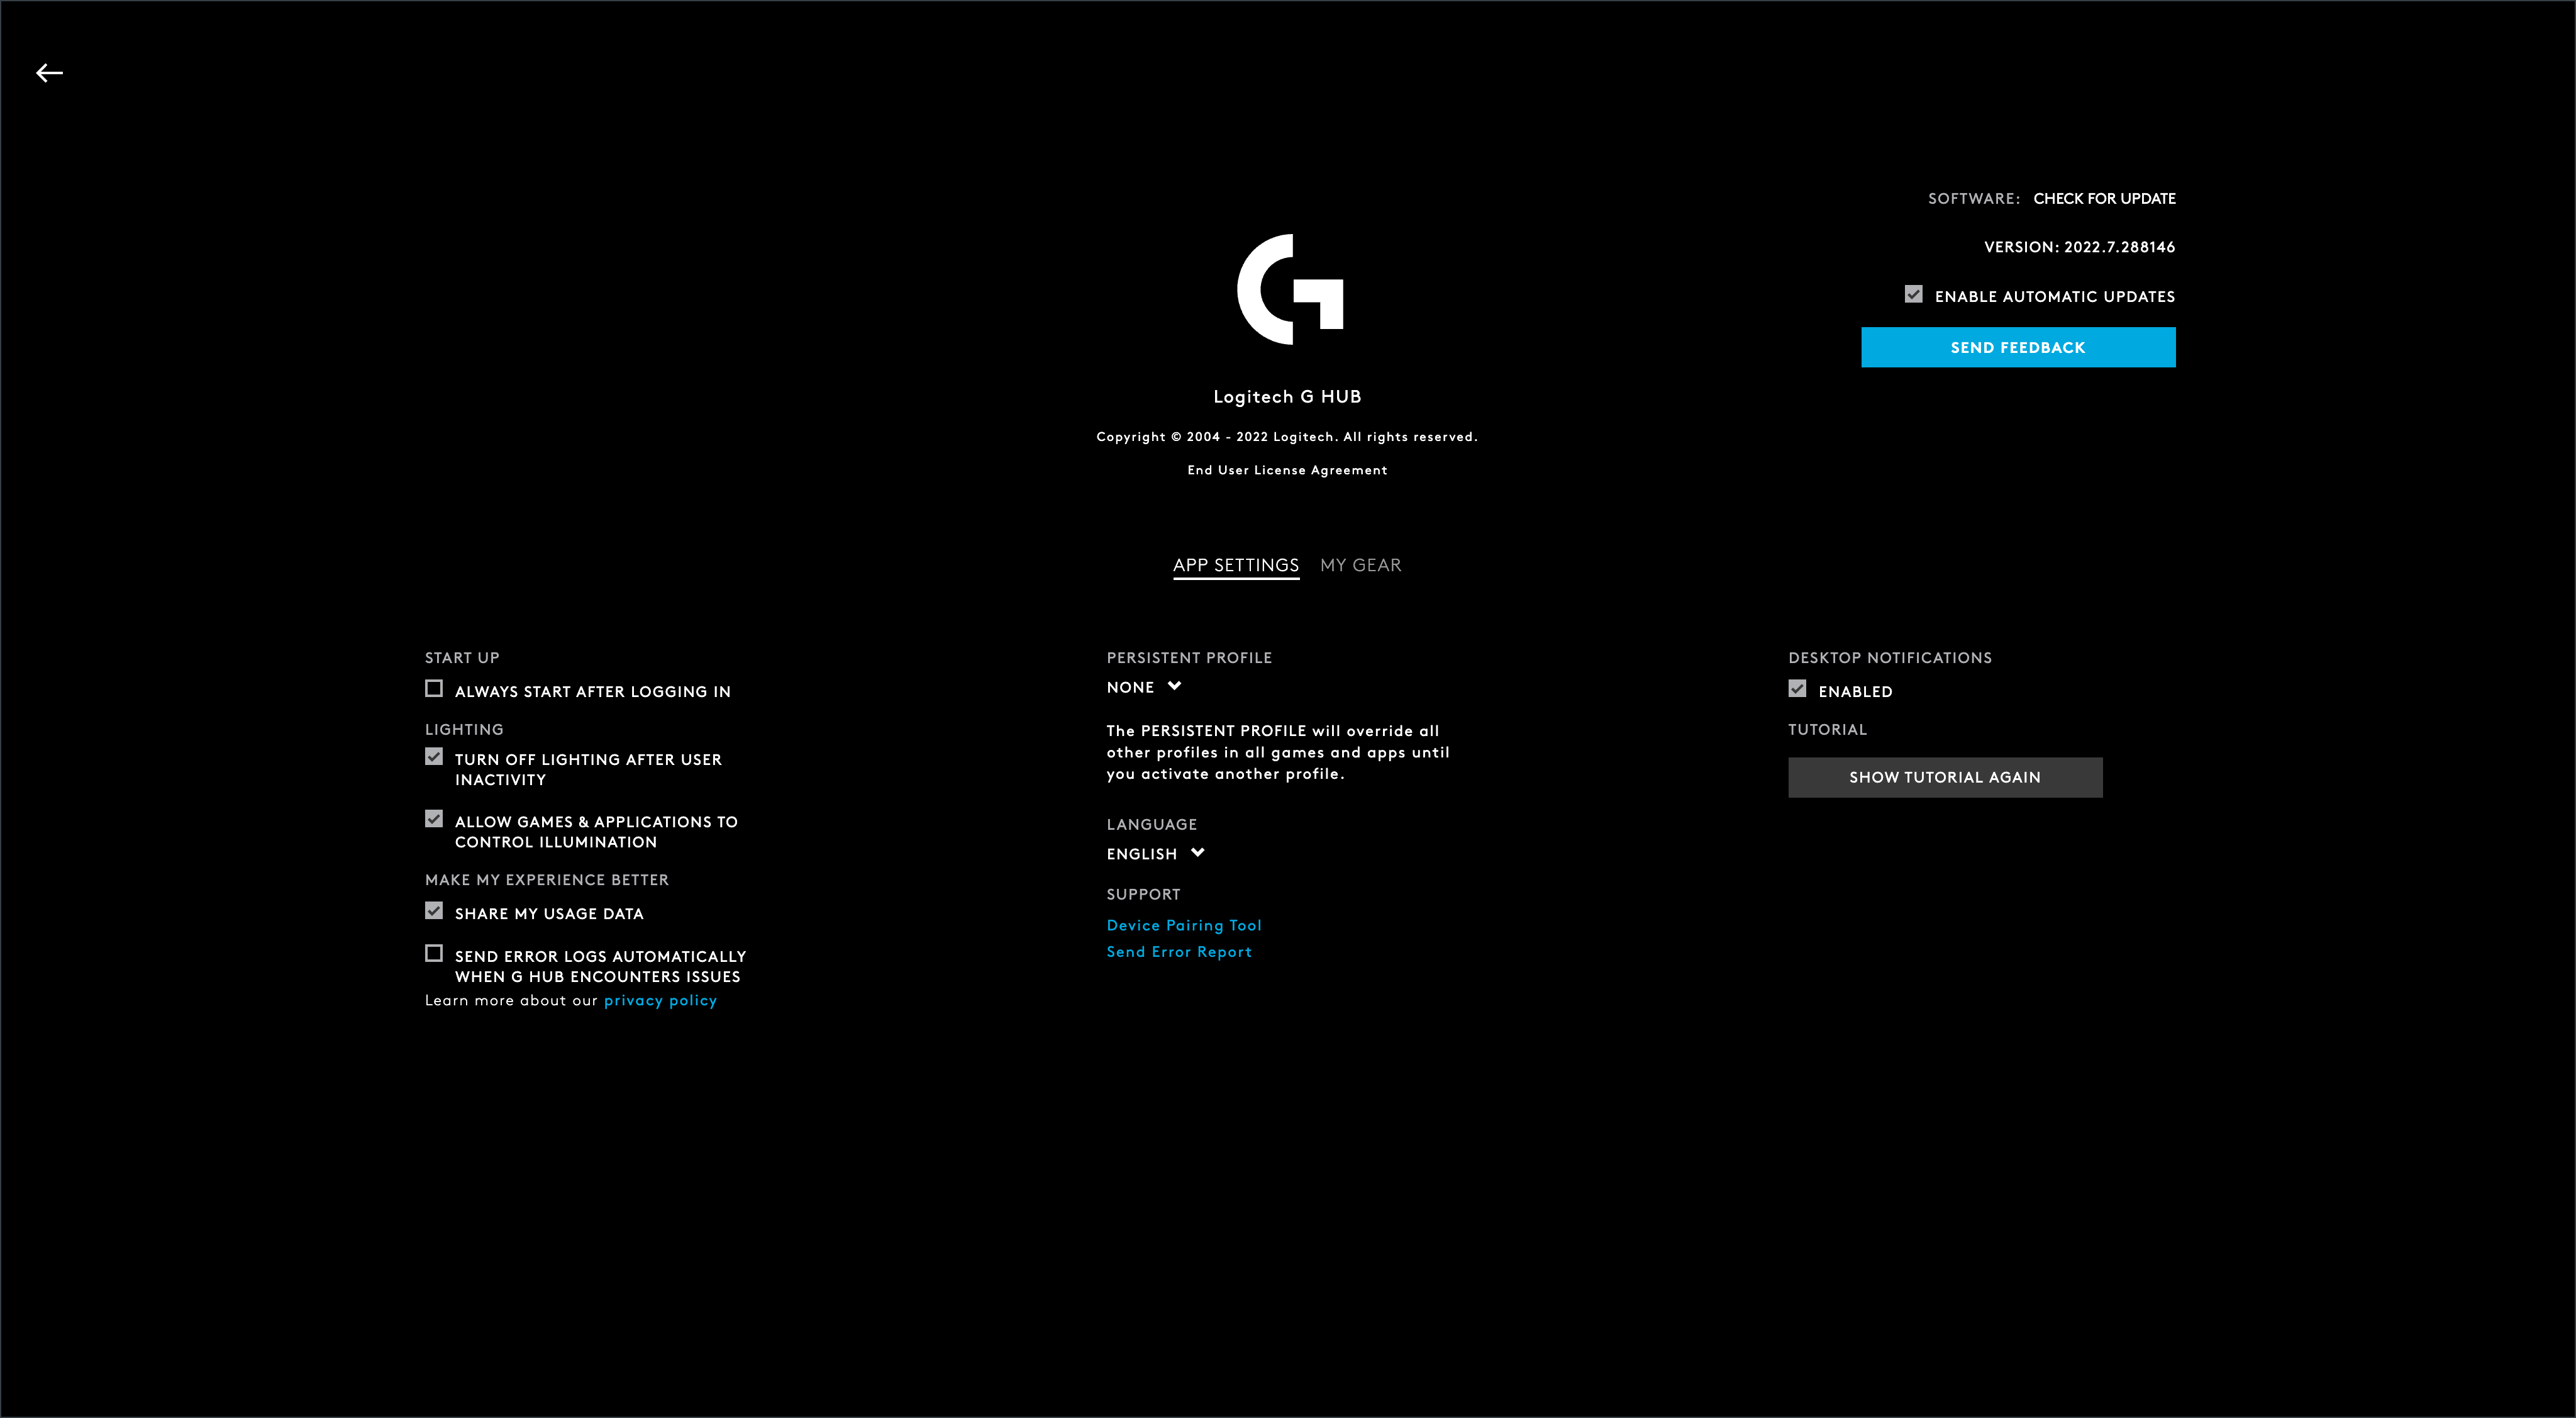 SOFTWARE: CHECK FOR UPDATE
VERSION: 2022.7.288146
ENABLE AUTOMATIC UPDATES
SEND FEEDBACK
Logitech G HUB
Copyright © 2004 - 2022 Logitech. All rights reserved.
End User License Agreement
APP SETTINGS MY GEAR
START UP
ALWAYS START AFTER LOGGING IN
LIGHTING
TURN OFF LIGHTING AFTER USER
INACTIVITY
ALLOW GAMES & APPLICATIONS TO
CONTROL ILLUMINATION
MAKE MY EXPERIENCE BETTER
SHARE MY USAGE DATA
SEND ERROR LOGS AUTOMATICALLY
WHEN G HUB ENCOUNTERS ISSUES
Learn more about our privacy policy
PERSISTENT PROFILE
NONE
The PERSISTENT PROFILE will override all
other profiles in all games and apps until
you activate another profile.
LANGUAGE
ENGLISH
SUPPORT
Device Pairing Tool
Send Error Report
DESKTOP NOTIFICATIONS
ENABLED
TUTORIAL
SHOW TUTORIAL AGAIN